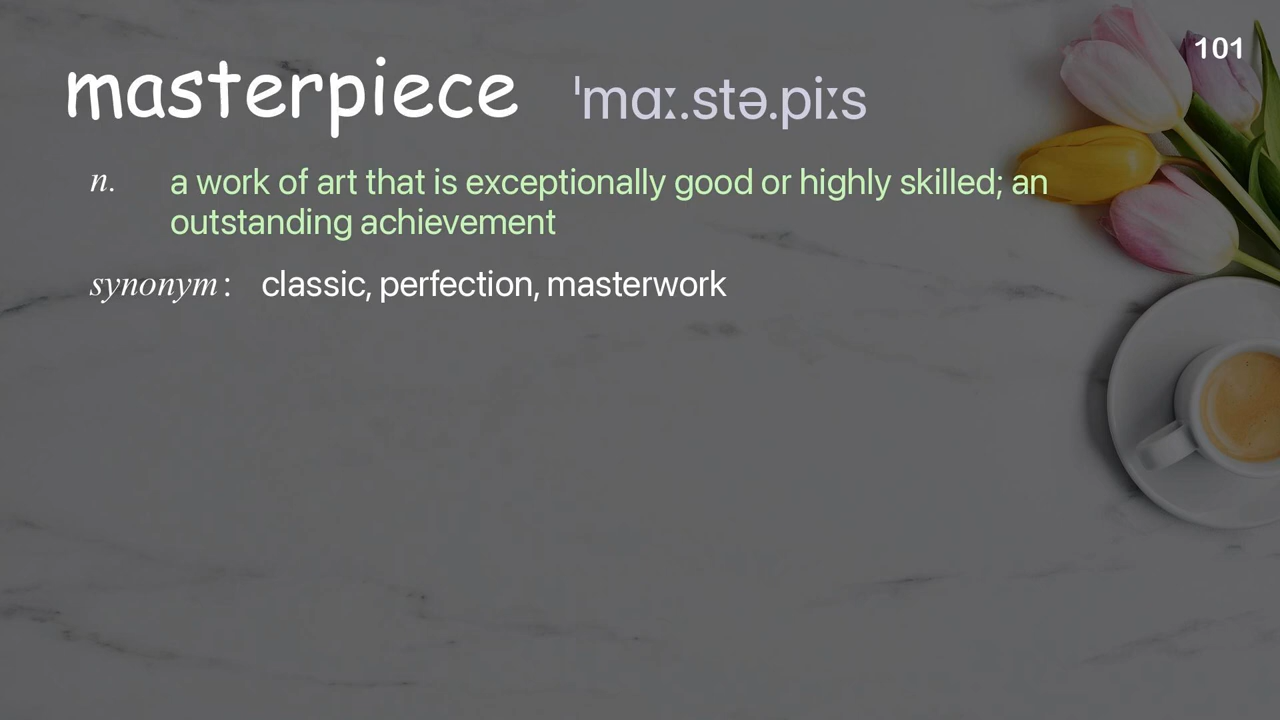 101
masterpiece ˈmɑː.stə.piːs
n. a work of art that is exceptionally good or highly skilled; an
outstanding achievement
synonym: classic, perfection, masterwork